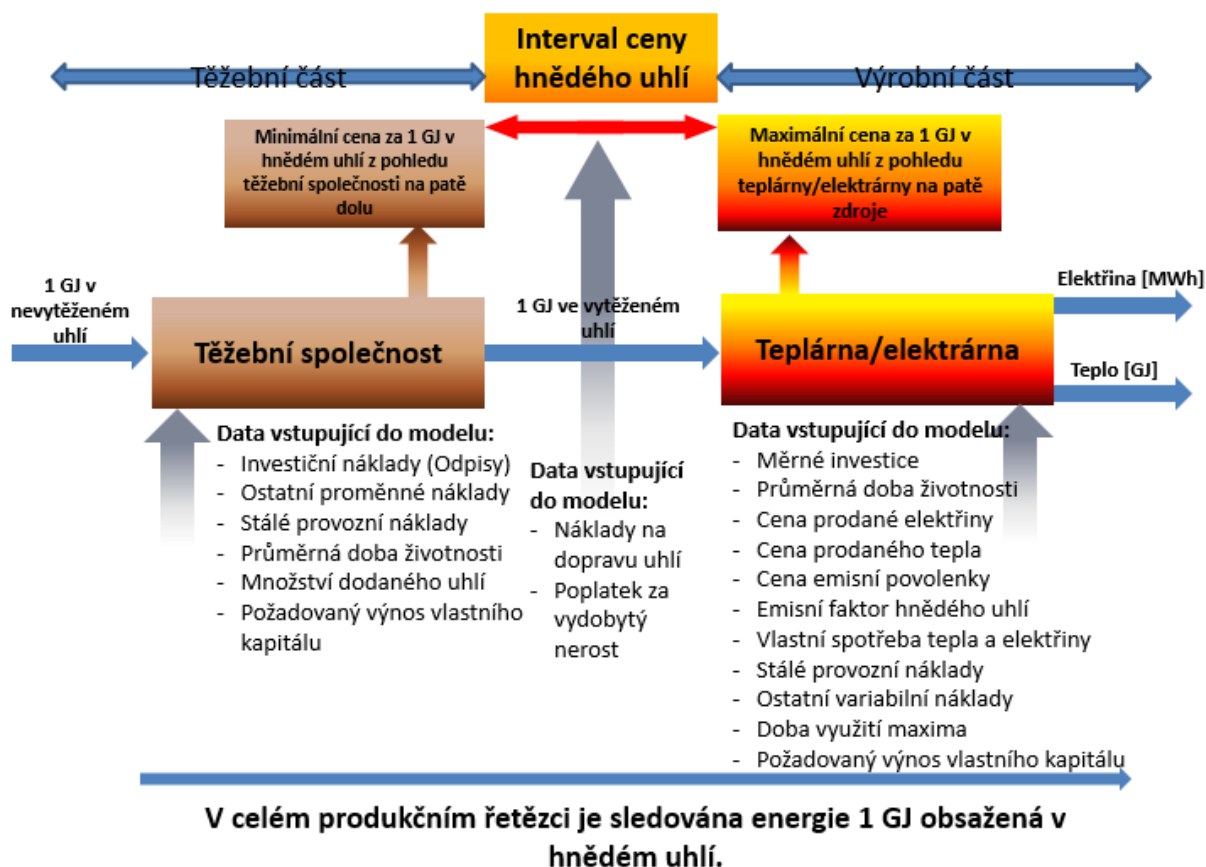 Interval ceny
hnědého uhlí
Těžební část
Výrobní část
Minimální cena za 1 GJ v
hnědém uhlí z pohledu
těžební společnosti na patě
dolu
Maximální cena za 1 GJ v
hnědém uhlí z pohledu
teplárny/elektrárny na patě
zdroje
1 GJ v
nevytěženém
uhlí
Těžební společnost
1 GJ ve vytěženém
uhlí
Teplárna/elektrárna
Elektřina [MWh]
Teplo [GJ]
Data vstupující do modelu:
- Investiční náklady (Odpisy)
- Ostatní proměnné náklady
- Stálé provozní náklady
- Průměrná doba životnosti
- Množství dodaného uhlí
- Požadovaný výnos vlastního
kapitálu
Data vstupující
do modelu:
- Náklady na
dopravu uhlí
- Poplatek za
vydobytý
nerost
Data vstupující do modelu:
- Měrné investice
- Průměrná doba životnosti
- Cena prodané elektřiny
- Cena prodaného tepla
- Cena emisní povolenky
- Emisní faktor hnědého uhlí
- Vlastní spotřeba tepla a elektřiny
- Stálé provozní náklady
- Ostatní variabilní náklady
- Doba využití maxima
- Požadovaný výnos vlastního kapitálu
V celém produkčním řetězci je sledována energie 1 GJ obsažená v
hnědém uhlí.